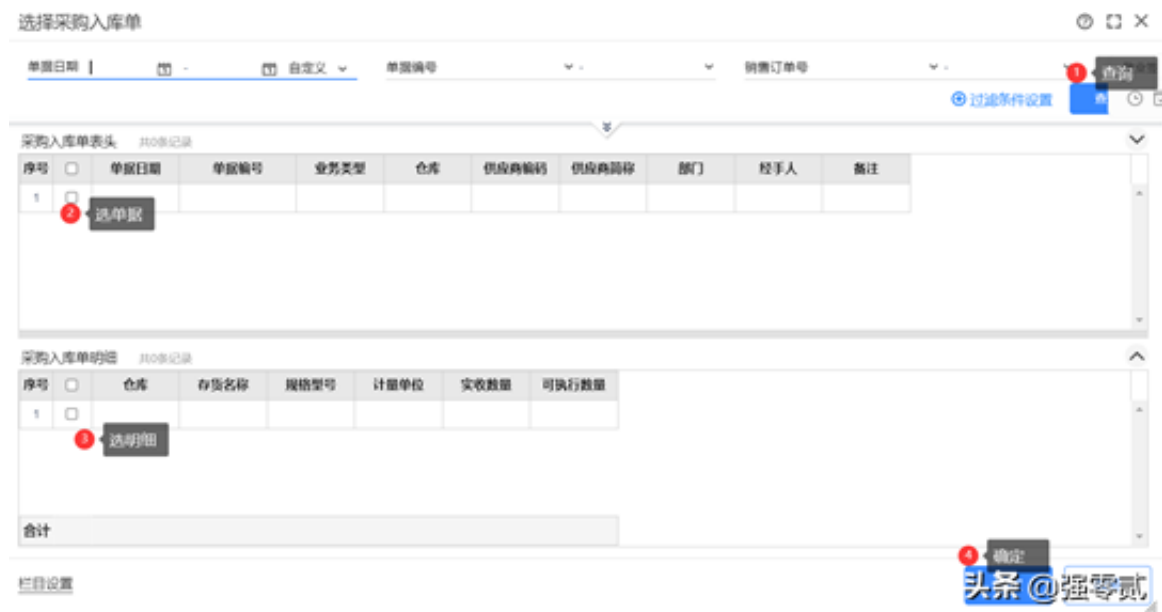 选择采购入库单
单据日期 - 自定义 单据编号 - 销售订单号 -
1 查询
过滤条件设置 查
采购入库单表头 共0条记录
序号 单据日期 单据编号 业务类型 仓库 供应商编码 供应商简称 部门 经手人 备注
1
2 选单据
采购入库单明细 共0条记录
序号 仓库 存货名称 规格型号 计量单位 实收数量 可执行数量
1
3 选明细
合计
4 确定
栏目设置
头条 @强零贰